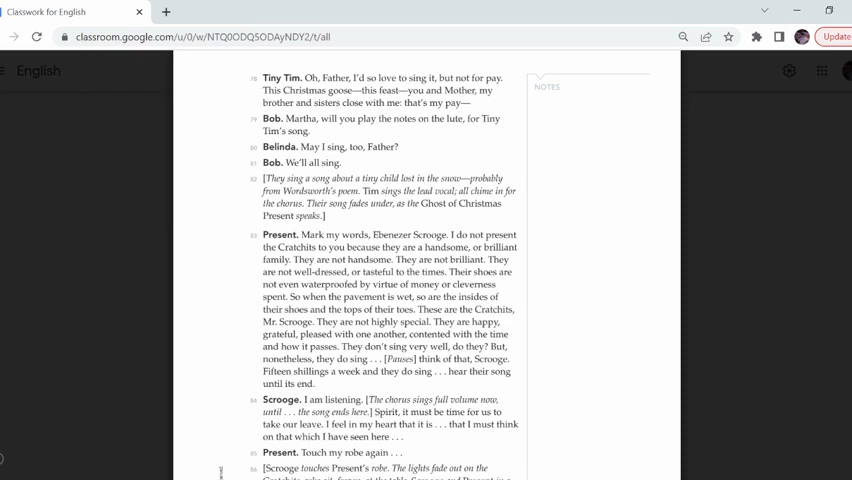 Classwork for English
classroom.google.com/u/0/w/NTQ0ODQ5ODAyNDY2/t/all
Update
English
NOTES
78 Tiny Tim. Oh, Father, I'd so love to sing it, but not for pay.
This Christmas goose—this feast—you and Mother, my
brother and sisters close with me: that's my pay—
79 Bob. Martha, will you play the notes on the lute, for Tiny
Tim's song.
80 Belinda. May I sing, too, Father?
81 Bob. We'll all sing.
82 [They sing a song about a tiny child lost in the snow—probably
from Wordsworth's poem. Tim sings the lead vocal; all chime in for
the chorus. Their song fades under, as the Ghost of Christmas
Present speaks.]
83 Present. Mark my words, Ebenezer Scrooge. I do not present
the Cratchits to you because they are a handsome, or brilliant
family. They are not handsome. They are not brilliant. They
are not well-dressed, or tasteful to the times. Their shoes are
not even waterproofed by virtue of money or cleverness
spent. So when the pavement is wet, so are the insides of
their shoes and the tops of their toes. These are the Cratchits,
Mr. Scrooge. They are not highly special. They are happy,
grateful, pleased with one another, contented with the time
and how it passes. They don't sing very well, do they? But,
nonetheless, they do sing . . . [Pauses] think of that, Scrooge.
Fifteen shillings a week and they do sing . . . hear their song
until its end.
84 Scrooge. I am listening. [The chorus sings full volume now,
until . . . the song ends here.] Spirit, it must be time for us to
take our leave. I feel in my heart that it is . . . that I must think
on that which I have seen here . . .
85 Present. Touch my robe again . . .
86 [Scrooge touches Present's robe. The lights fade out on the